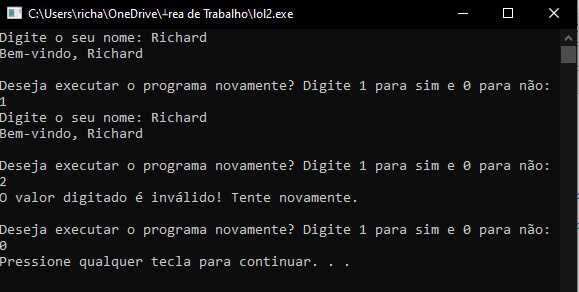 C:\Users\richa\OneDrive\┴rea de Trabalho\lol2.exe
Digite o seu nome: Richard
Bem-vindo, Richard
Deseja executar o programa novamente? Digite 1 para sim e 0 para não:
1
Digite o seu nome: Richard
Bem-vindo, Richard
Deseja executar o programa novamente? Digite 1 para sim e 0 para não:
2
O valor digitado é inválido! Tente novamente.
Deseja executar o programa novamente? Digite 1 para sim e 0 para não:
0
Pressione qualquer tecla para continuar. . .